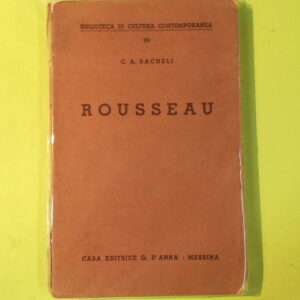 BIBLIOTECA DI CULTURA CONTEMPORANEA
C. A. SACHELI
ROUSSEAU
CASA EDITRICE G. D'ANNA - MESSINA